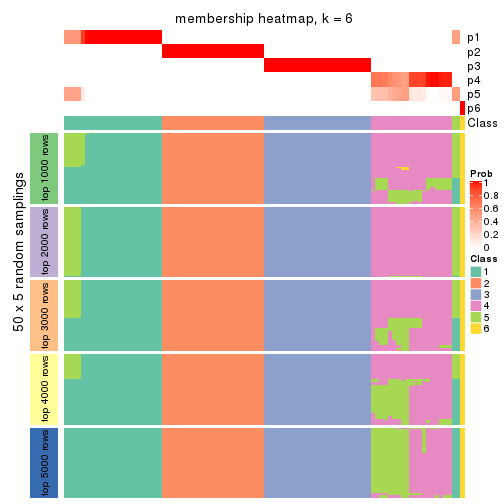 membership heatmap, k = 6
p1
p2
p3
p4
p5
p6
Class
50 x 5 random samplings
top 1000 rows
top 2000 rows
top 3000 rows
top 4000 rows
top 5000 rows
Prob
1
0.8
0.6
0.4
0.2
0
Class
1
2
3
4
5
6